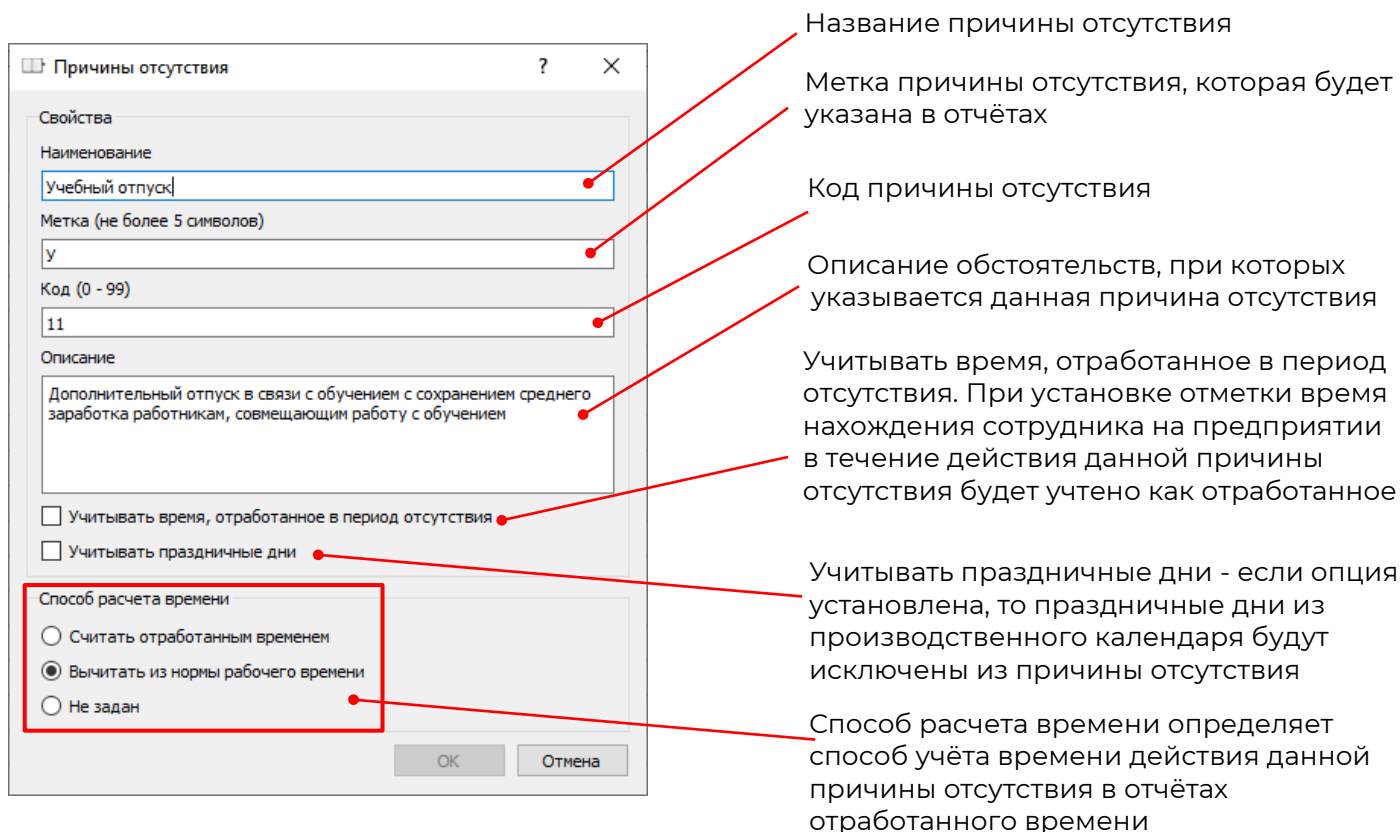 Причины отсутствия
?
Свойства
Наименование
Учебный отпуск
Метка (не более 5 символов)
У
Код (0 - 99)
11
Описание
Дополнительный отпуск в связи с обучением с сохранением среднего
заработка работникам, совмещающим работу с обучением
Учитывать время, отработанное в период отсутствия
Учитывать праздничные дни
Способ расчета времени
Считать отработанным временем
Вычитать из нормы рабочего времени
Не задан
ОК
Отмена
Название причины отсутствия
Метка причины отсутствия, которая будет
указана в отчётах
Код причины отсутствия
Описание обстоятельств, при которых
указывается данная причина отсутствия
Учитывать время, отработанное в период
отсутствия. При установке отметки время
нахождения сотрудника на предприятии
в течение действия данной причины
отсутствия будет учтено как отработанное
Учитывать праздничные дни - если опция
установлена, то праздничные дни из
производственного календаря будут
исключены из причины отсутствия
Способ расчета времени определяет
способ учёта времени действия данной
причины отсутствия в отчётах
отработанного времени